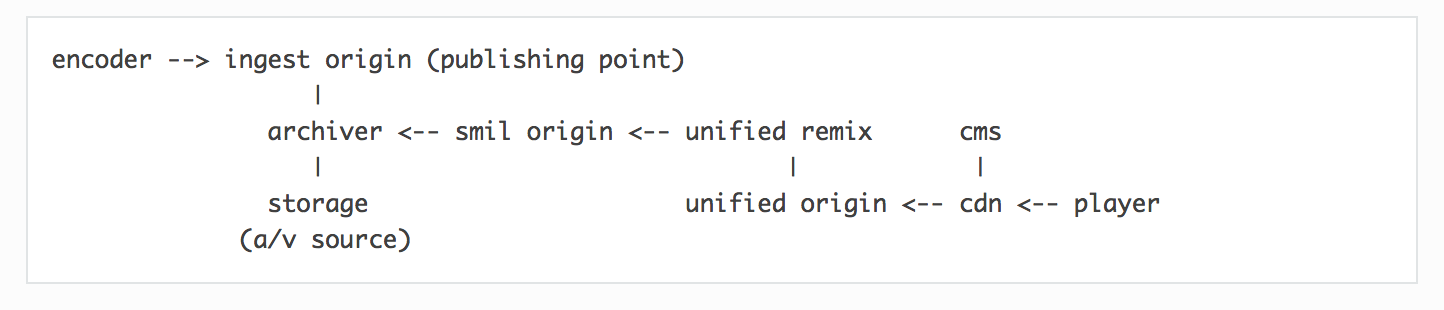 encoder --> ingest origin (publishing point)
                  |
               archiver <-- smil origin <-- unified remix      cms
                  |                                 |            |
               storage                      unified origin <-- cdn <-- player
             (a/v source)